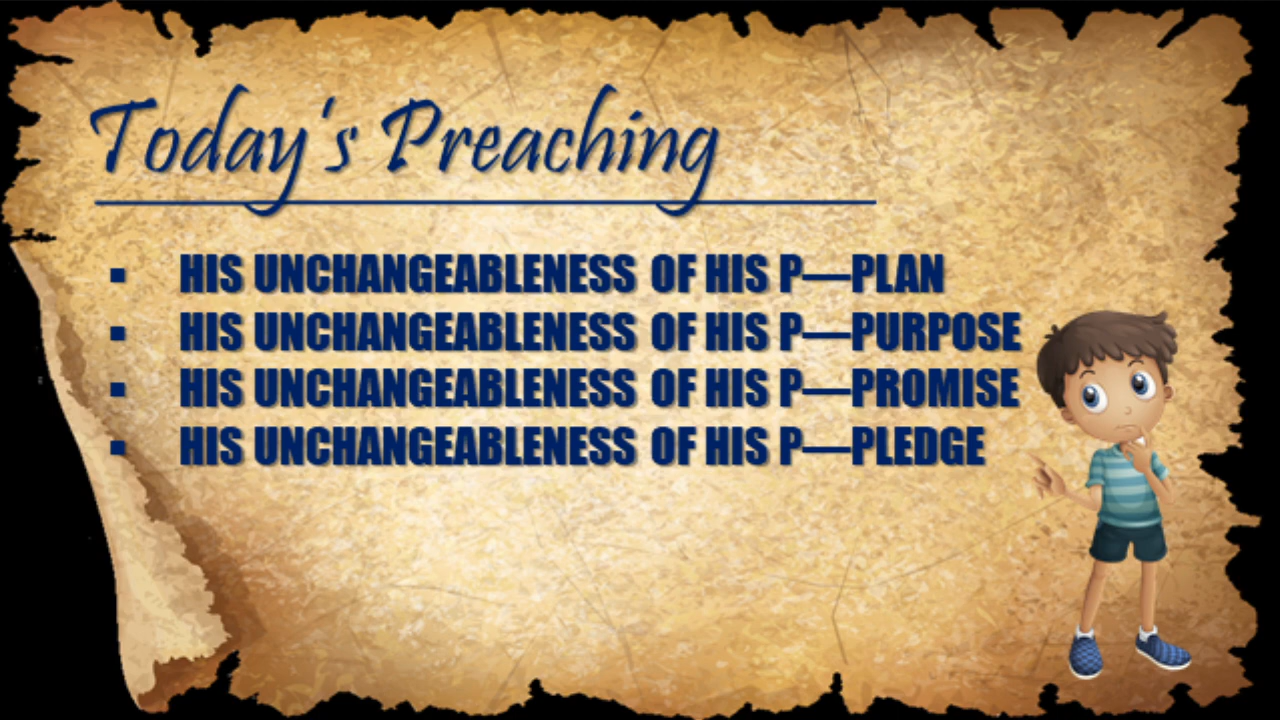 Today's Preaching
▪ HIS UNCHANGEABLENESS OF HIS P—PLAN
▪ HIS UNCHANGEABLENESS OF HIS P—PURPOSE
▪ HIS UNCHANGEABLENESS OF HIS P—PROMISE
▪ HIS UNCHANGEABLENESS OF HIS P—PLEDGE